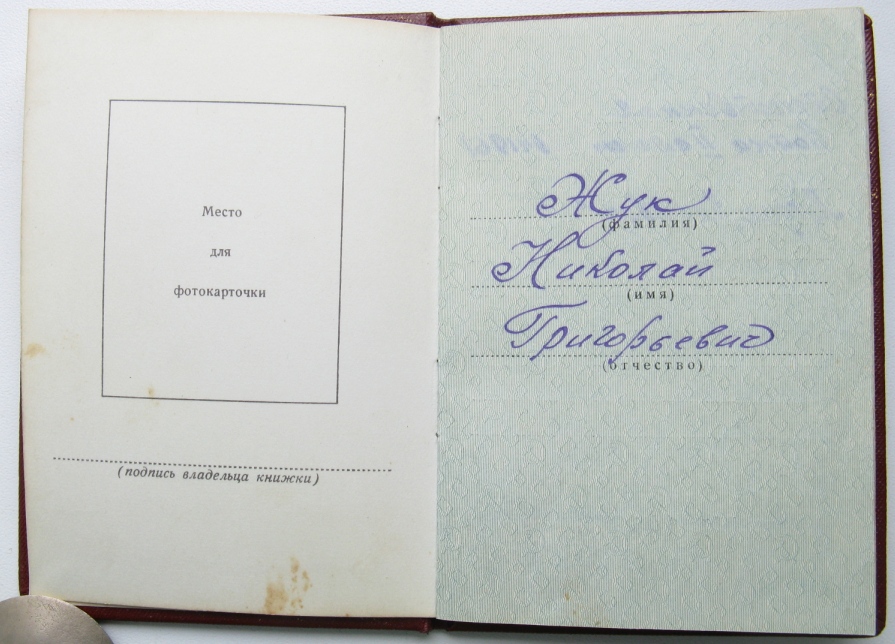 Место
для
фотокарточки
(подпись владельца книжки)
Жук
(фамилия)
Николай
(имя)
Григорьевич
(отчество)